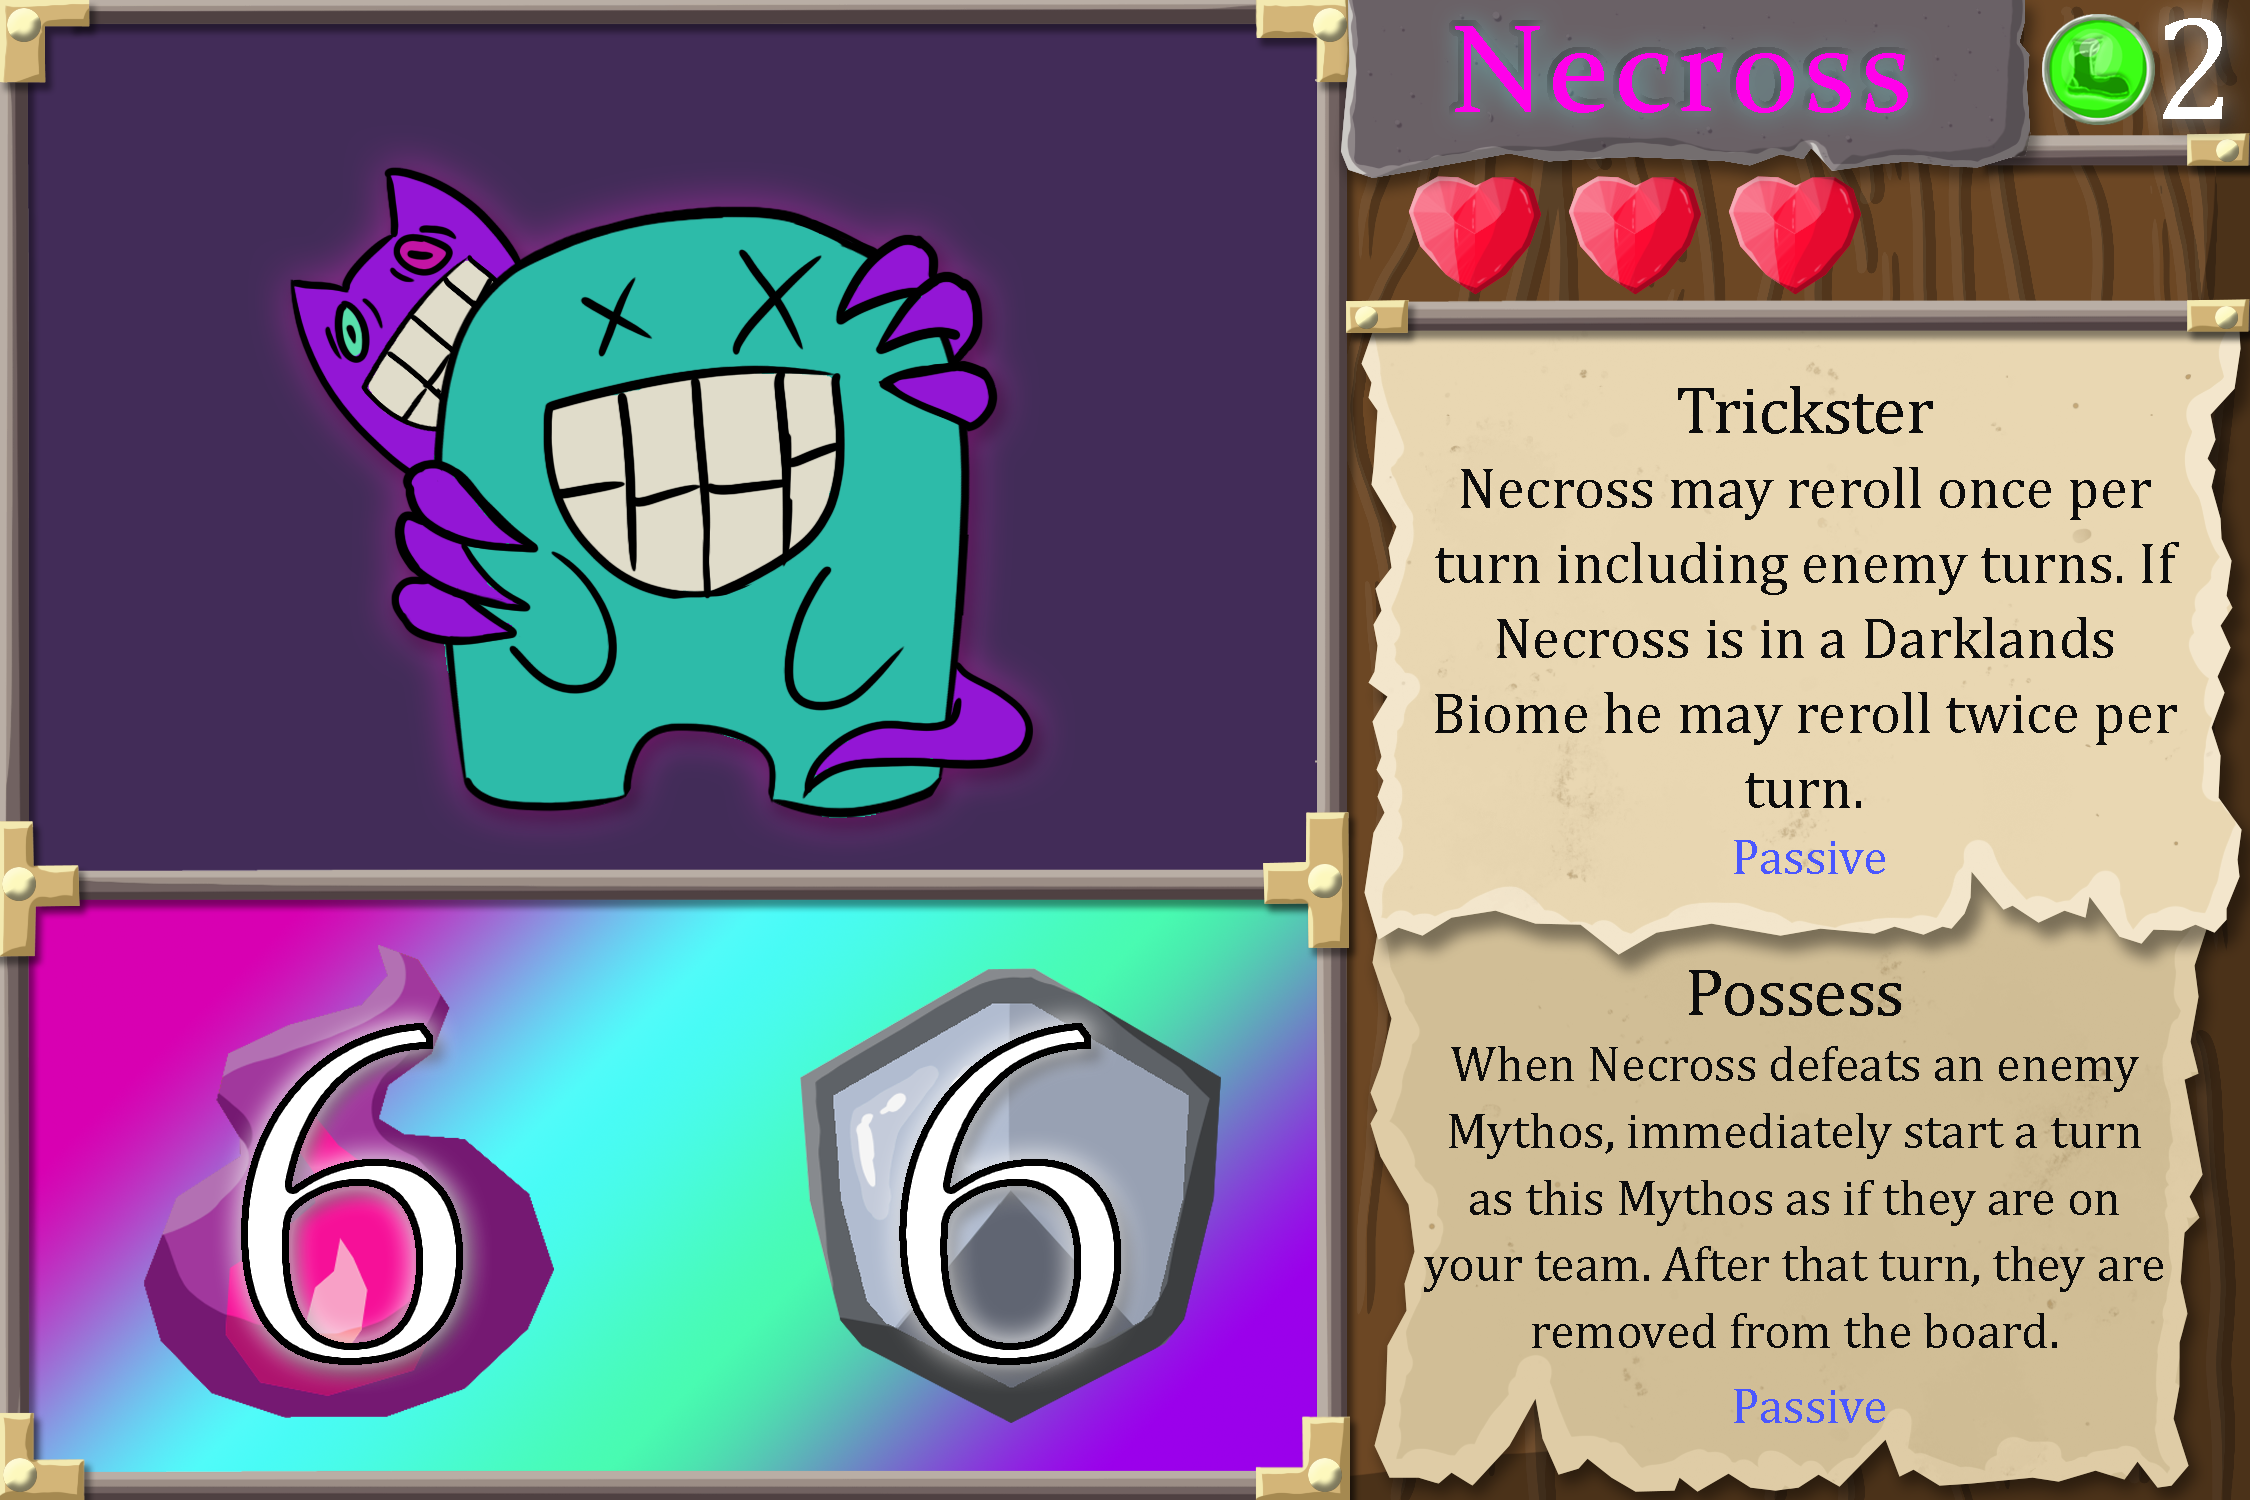 Necross
2
Trickster
Necross may reroll once per
turn including enemy turns. If
Necross is in a Darklands
Biome he may reroll twice per
turn.
Passive
Possess
When Necross defeats an enemy
Mythos, immediately start a turn
as this Mythos as if they are on
your team. After that turn, they are
removed from the board.
Passive
6
6